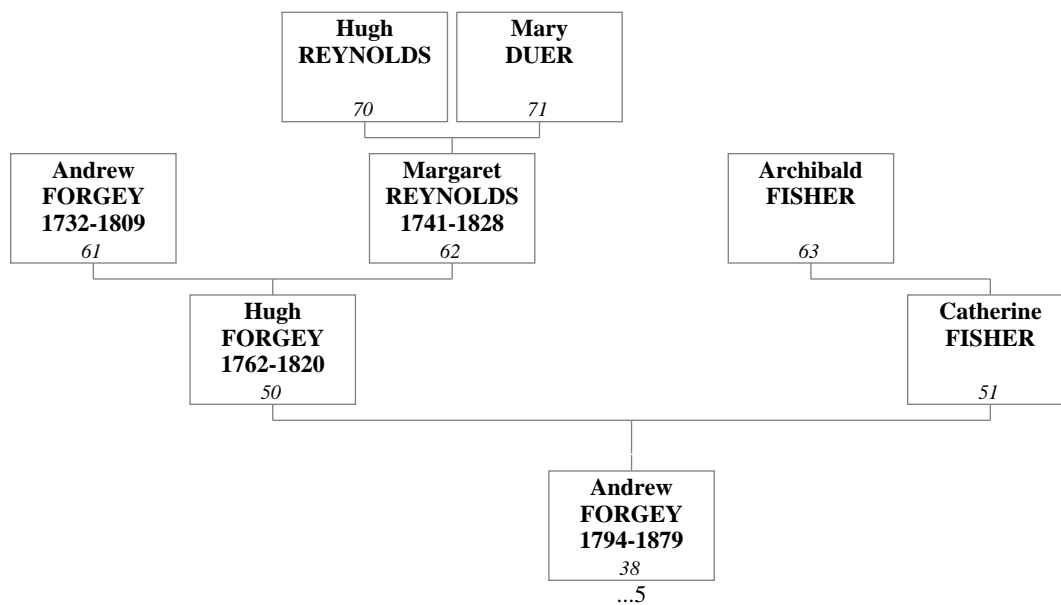 Hugh
REYNOLDS
70
Mary
DUER
71
Andrew
FORGEY
1732-1809
61
Margaret
REYNOLDS
1741-1828
62
Archibald
FISHER
63
Hugh
FORGEY
1762-1820
50
Catherine
FISHER
51
Andrew
FORGEY
1794-1879
38
...5